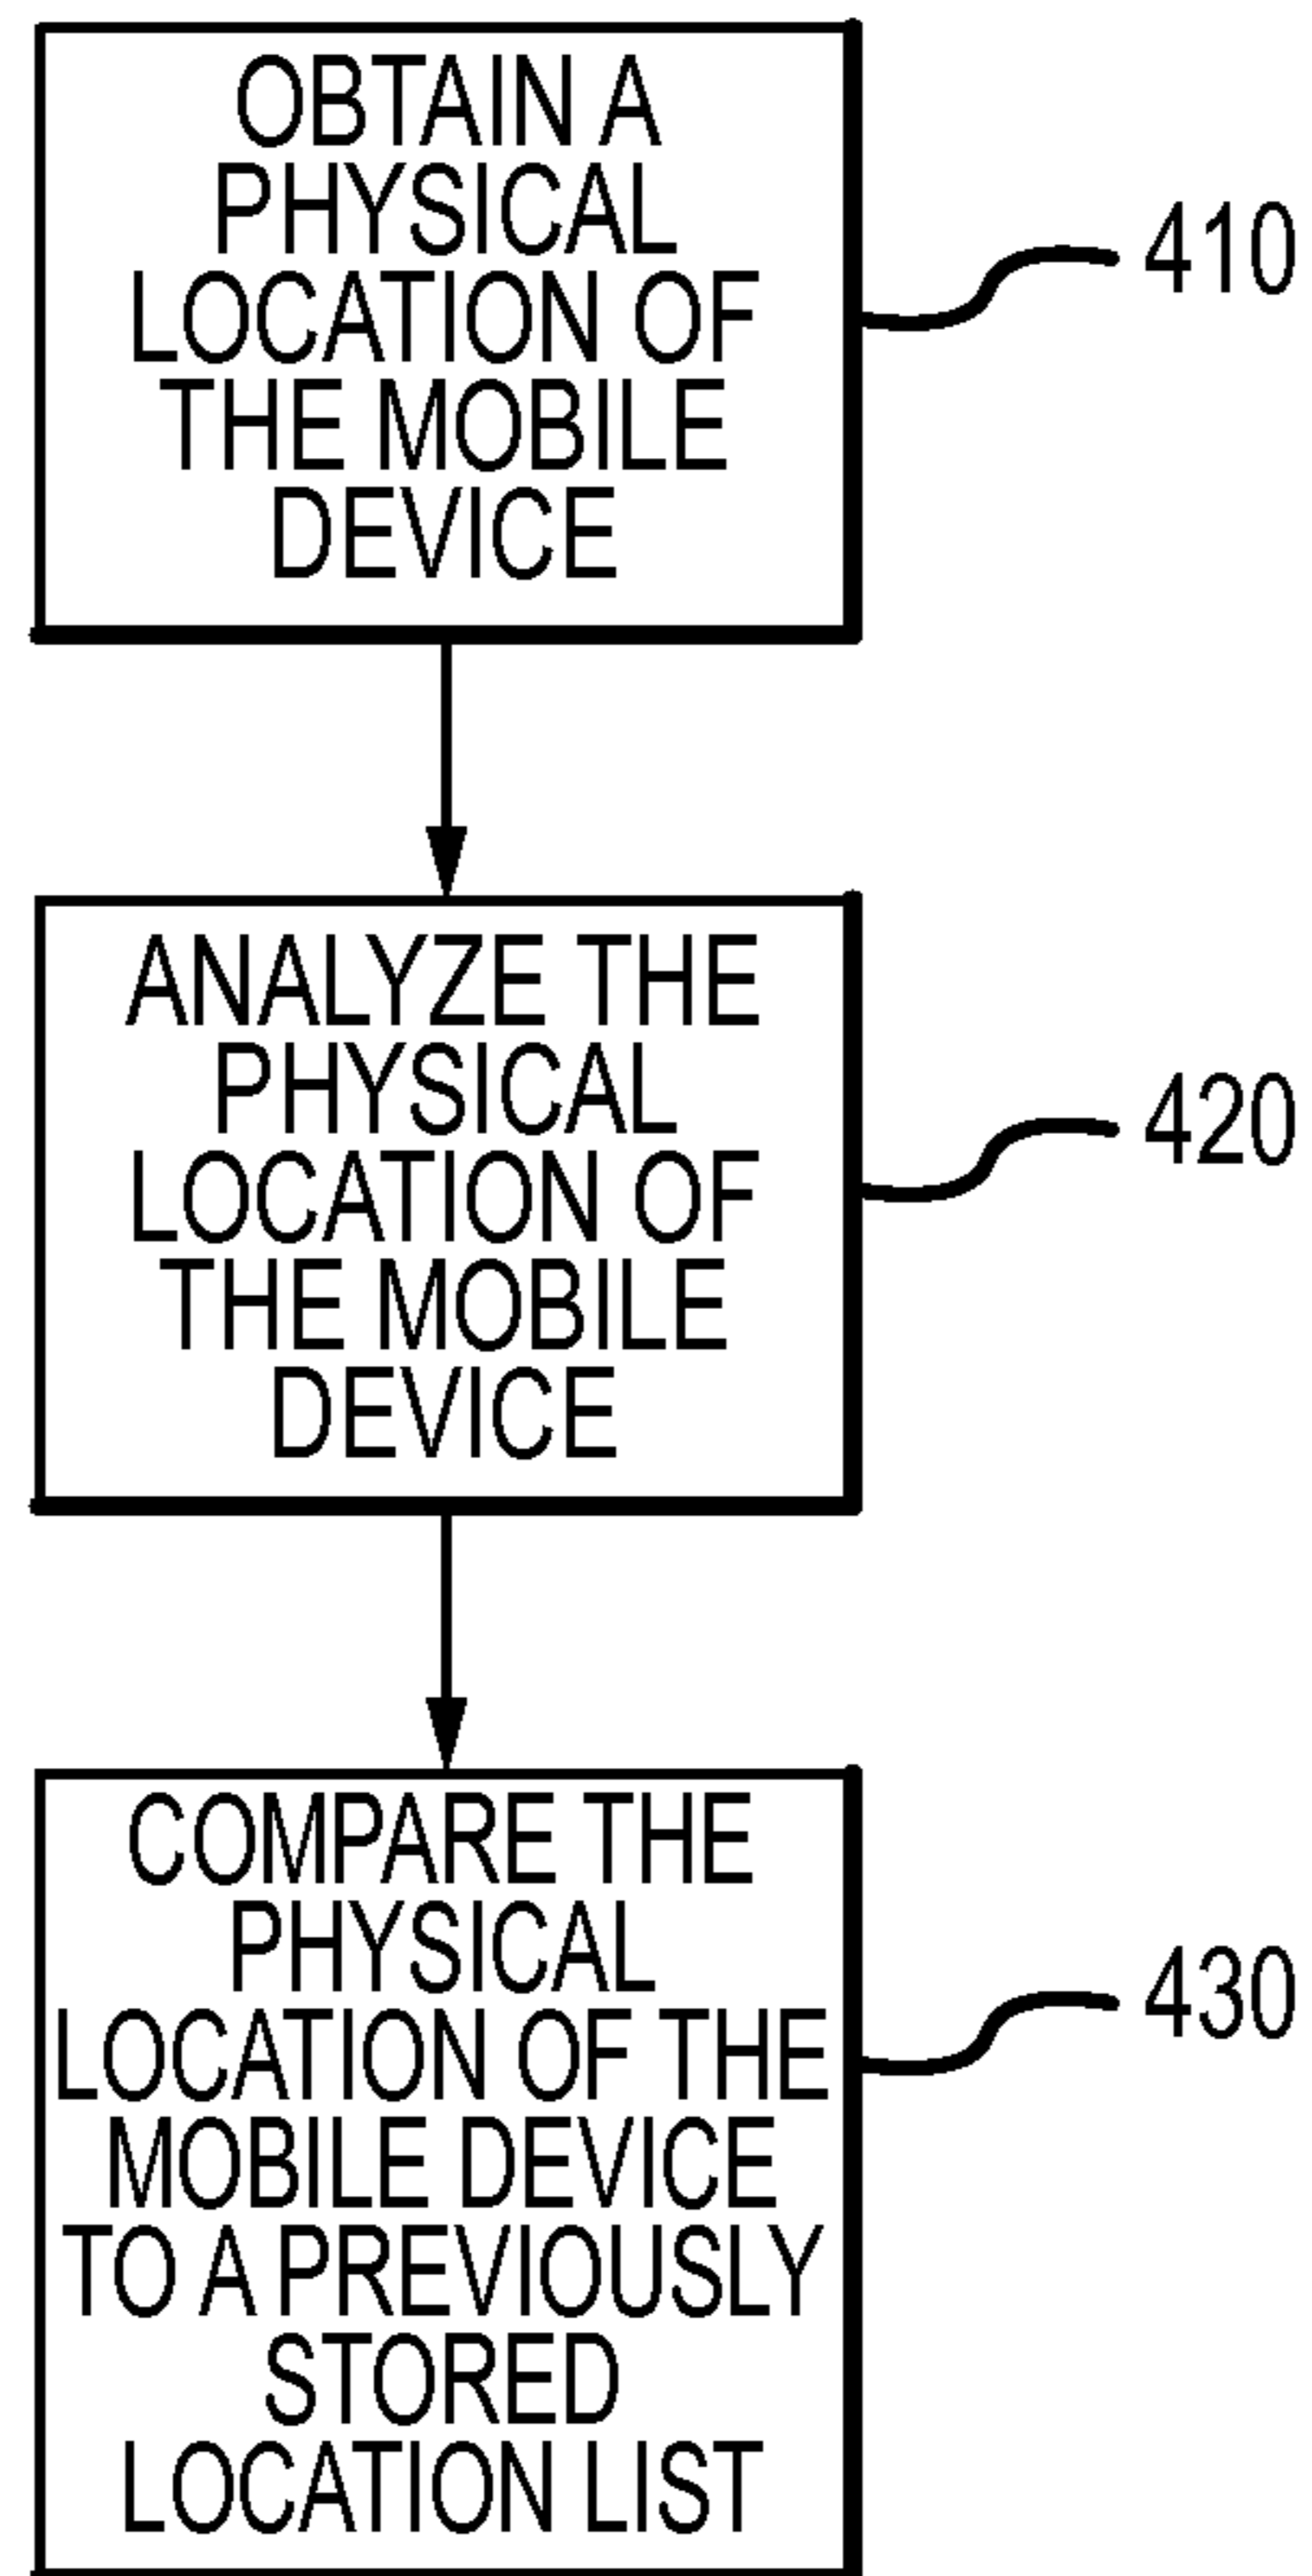 OBTAIN A
PHYSICAL
LOCATION OF
THE MOBILE
DEVICE
410
ANALYZE THE
PHYSICAL
LOCATION OF
THE MOBILE
DEVICE
420
COMPARE THE
PHYSICAL
LOCATION OF THE
MOBILE DEVICE
TO A PREVIOUSLY
STORED
LOCATION LIST
430